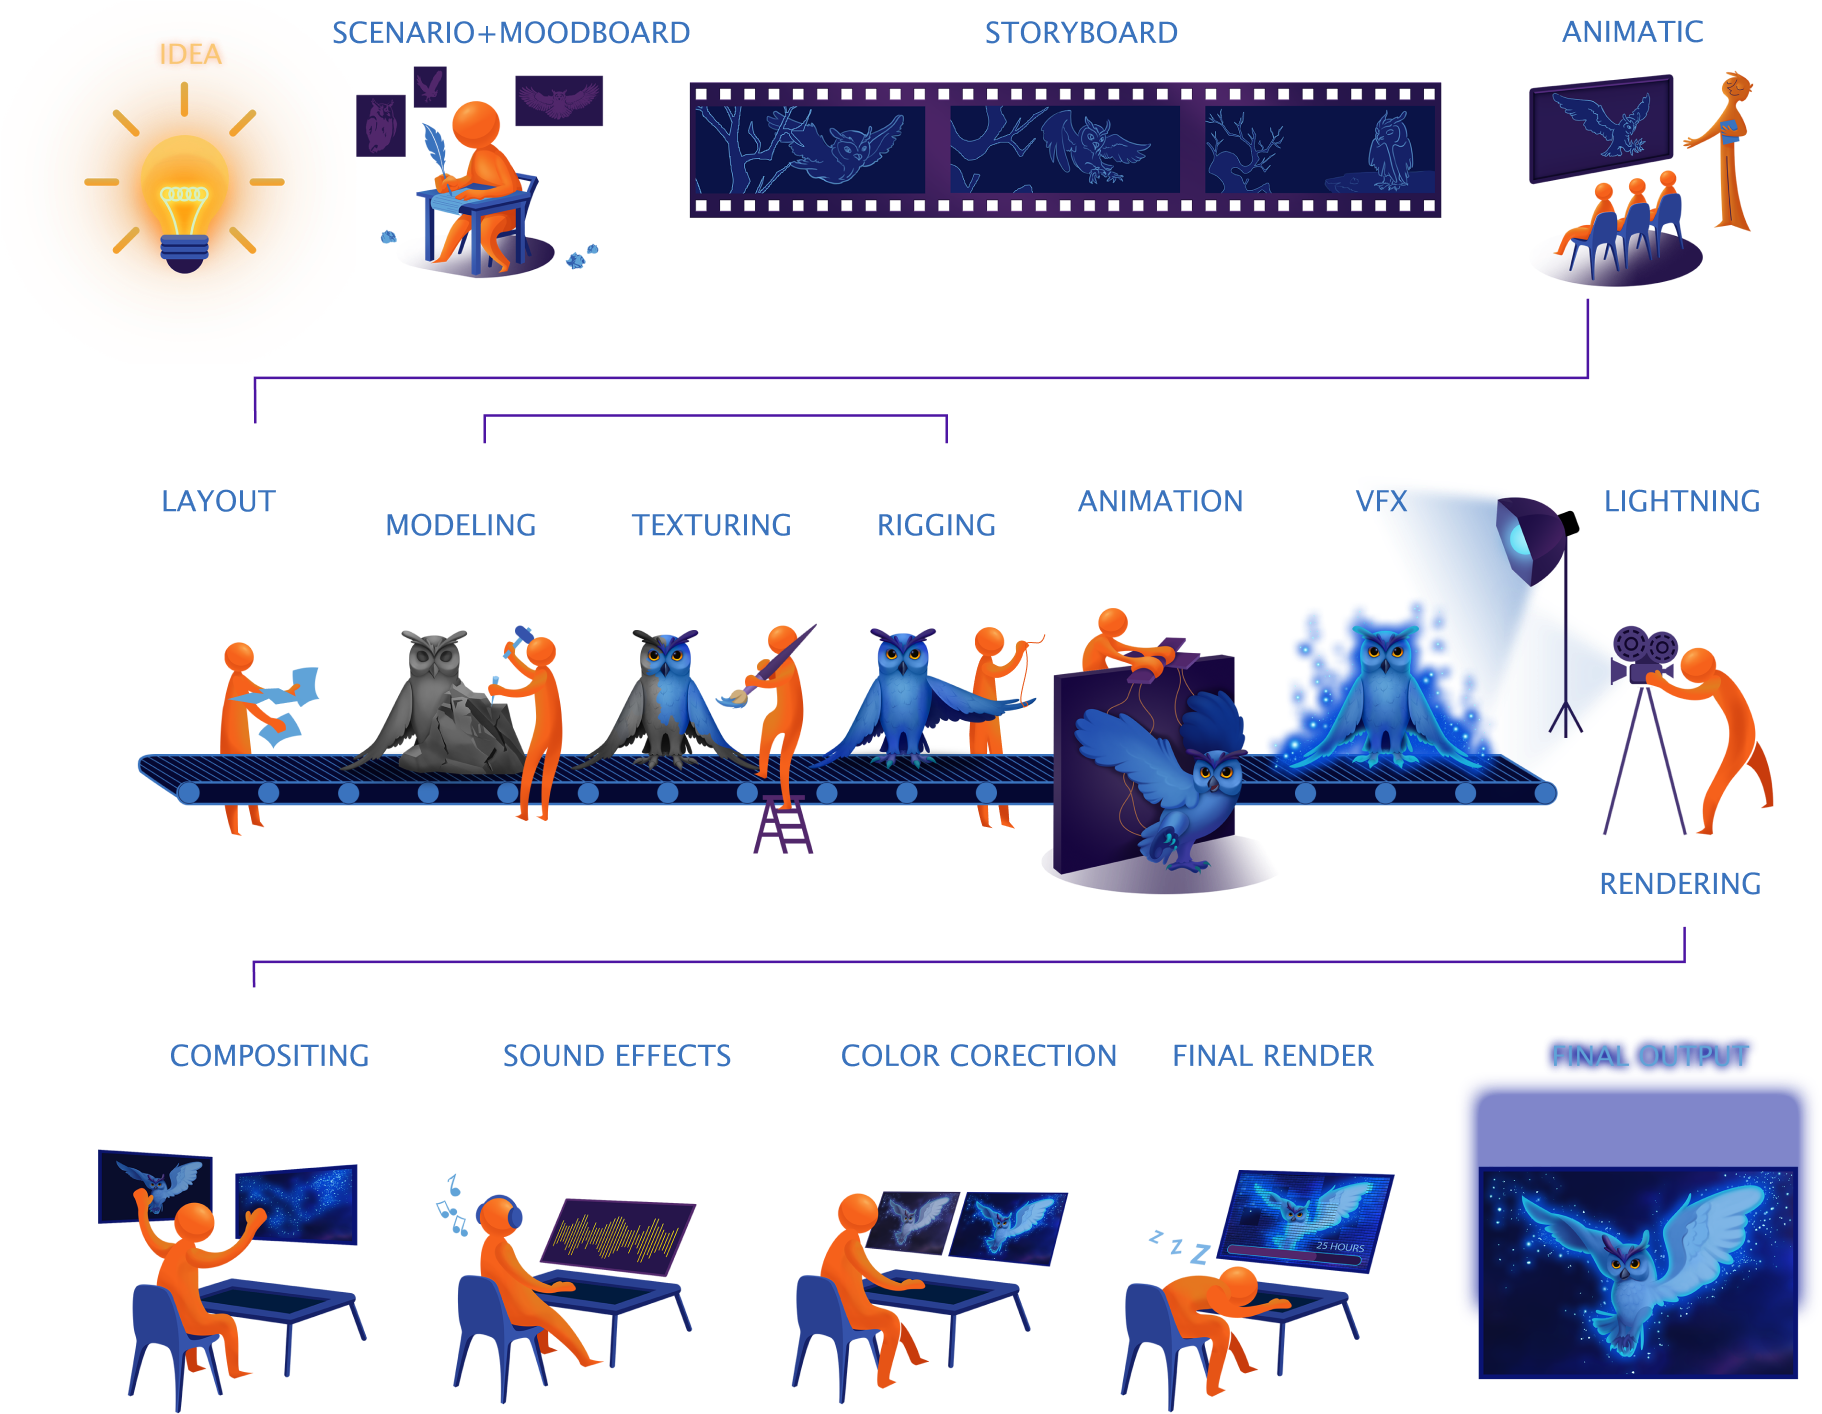 IDEA
SCENARIO+MOODBOARD
STORYBOARD
ANIMATIC
LAYOUT
MODELING
TEXTURING
RIGGING
ANIMATION
VFX
LIGHTNING
RENDERING
COMPOSITING
SOUND EFFECTS
COLOR CORECTION
FINAL RENDER
FINAL OUTPUT
z z Z
25 HOURS